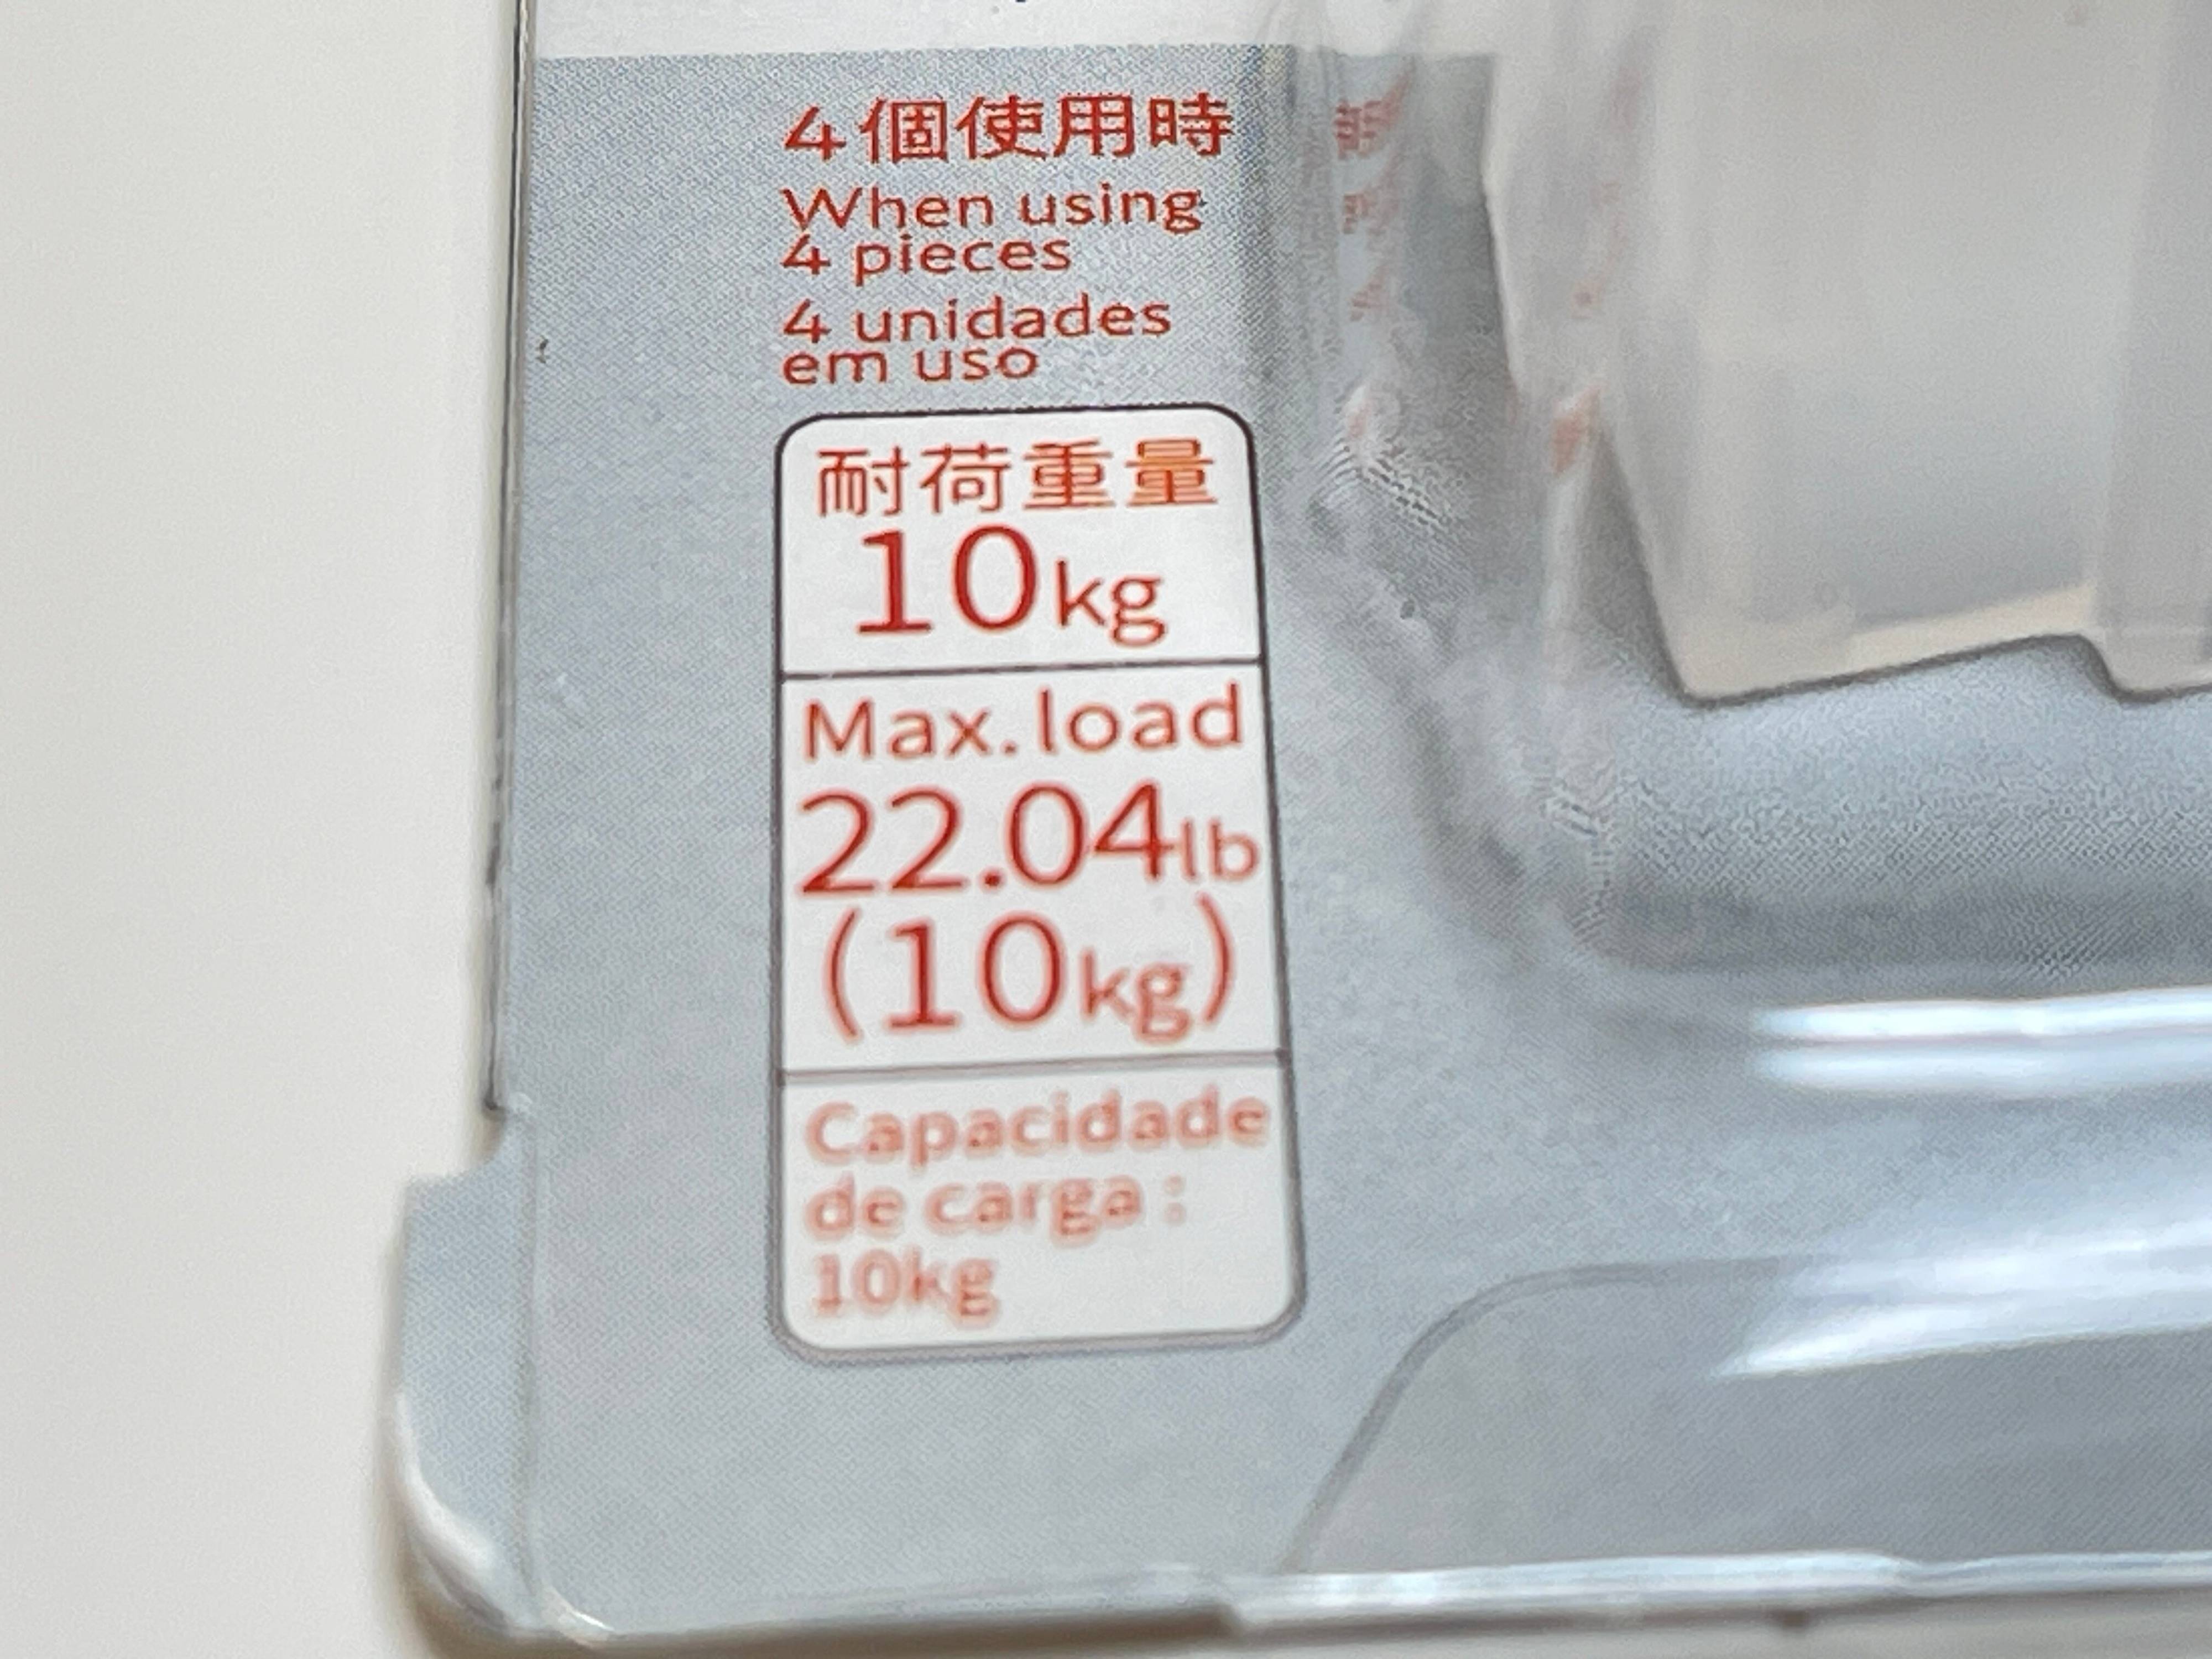 4個使用時
When using
4 pieces
4 unidades
em uso
耐荷重量
10kg
Max. load
22.04lb
(10kg)
Capacidade
de carga :
10kg